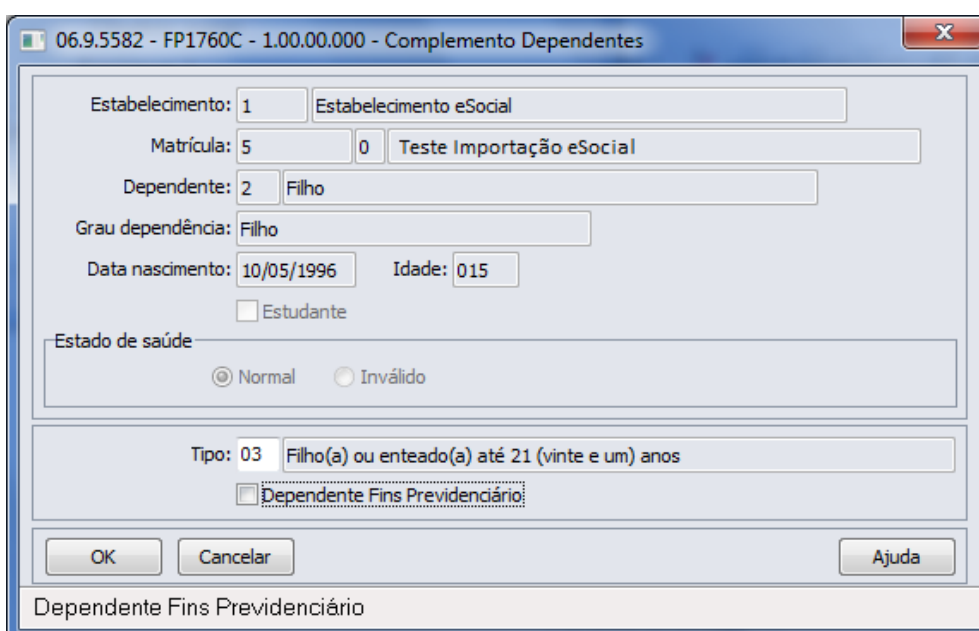 06.9.5582 - FP1760C - 1.00.00.000 - Complemento Dependentes
Estabelecimento: 1 Estabelecimento eSocial
Matrícula: 5 0 Teste Importação eSocial
Dependente: 2 Filho
Grau dependência: Filho
Data nascimento: 10/05/1996 Idade: 015
Estudante
Estado de saúde
Normal Inválido
Tipo: 03 Filho(a) ou enteado(a) até 21 (vinte e um) anos
Dependente Fins Previdenciário
OK Cancelar Ajuda
Dependente Fins Previdenciário